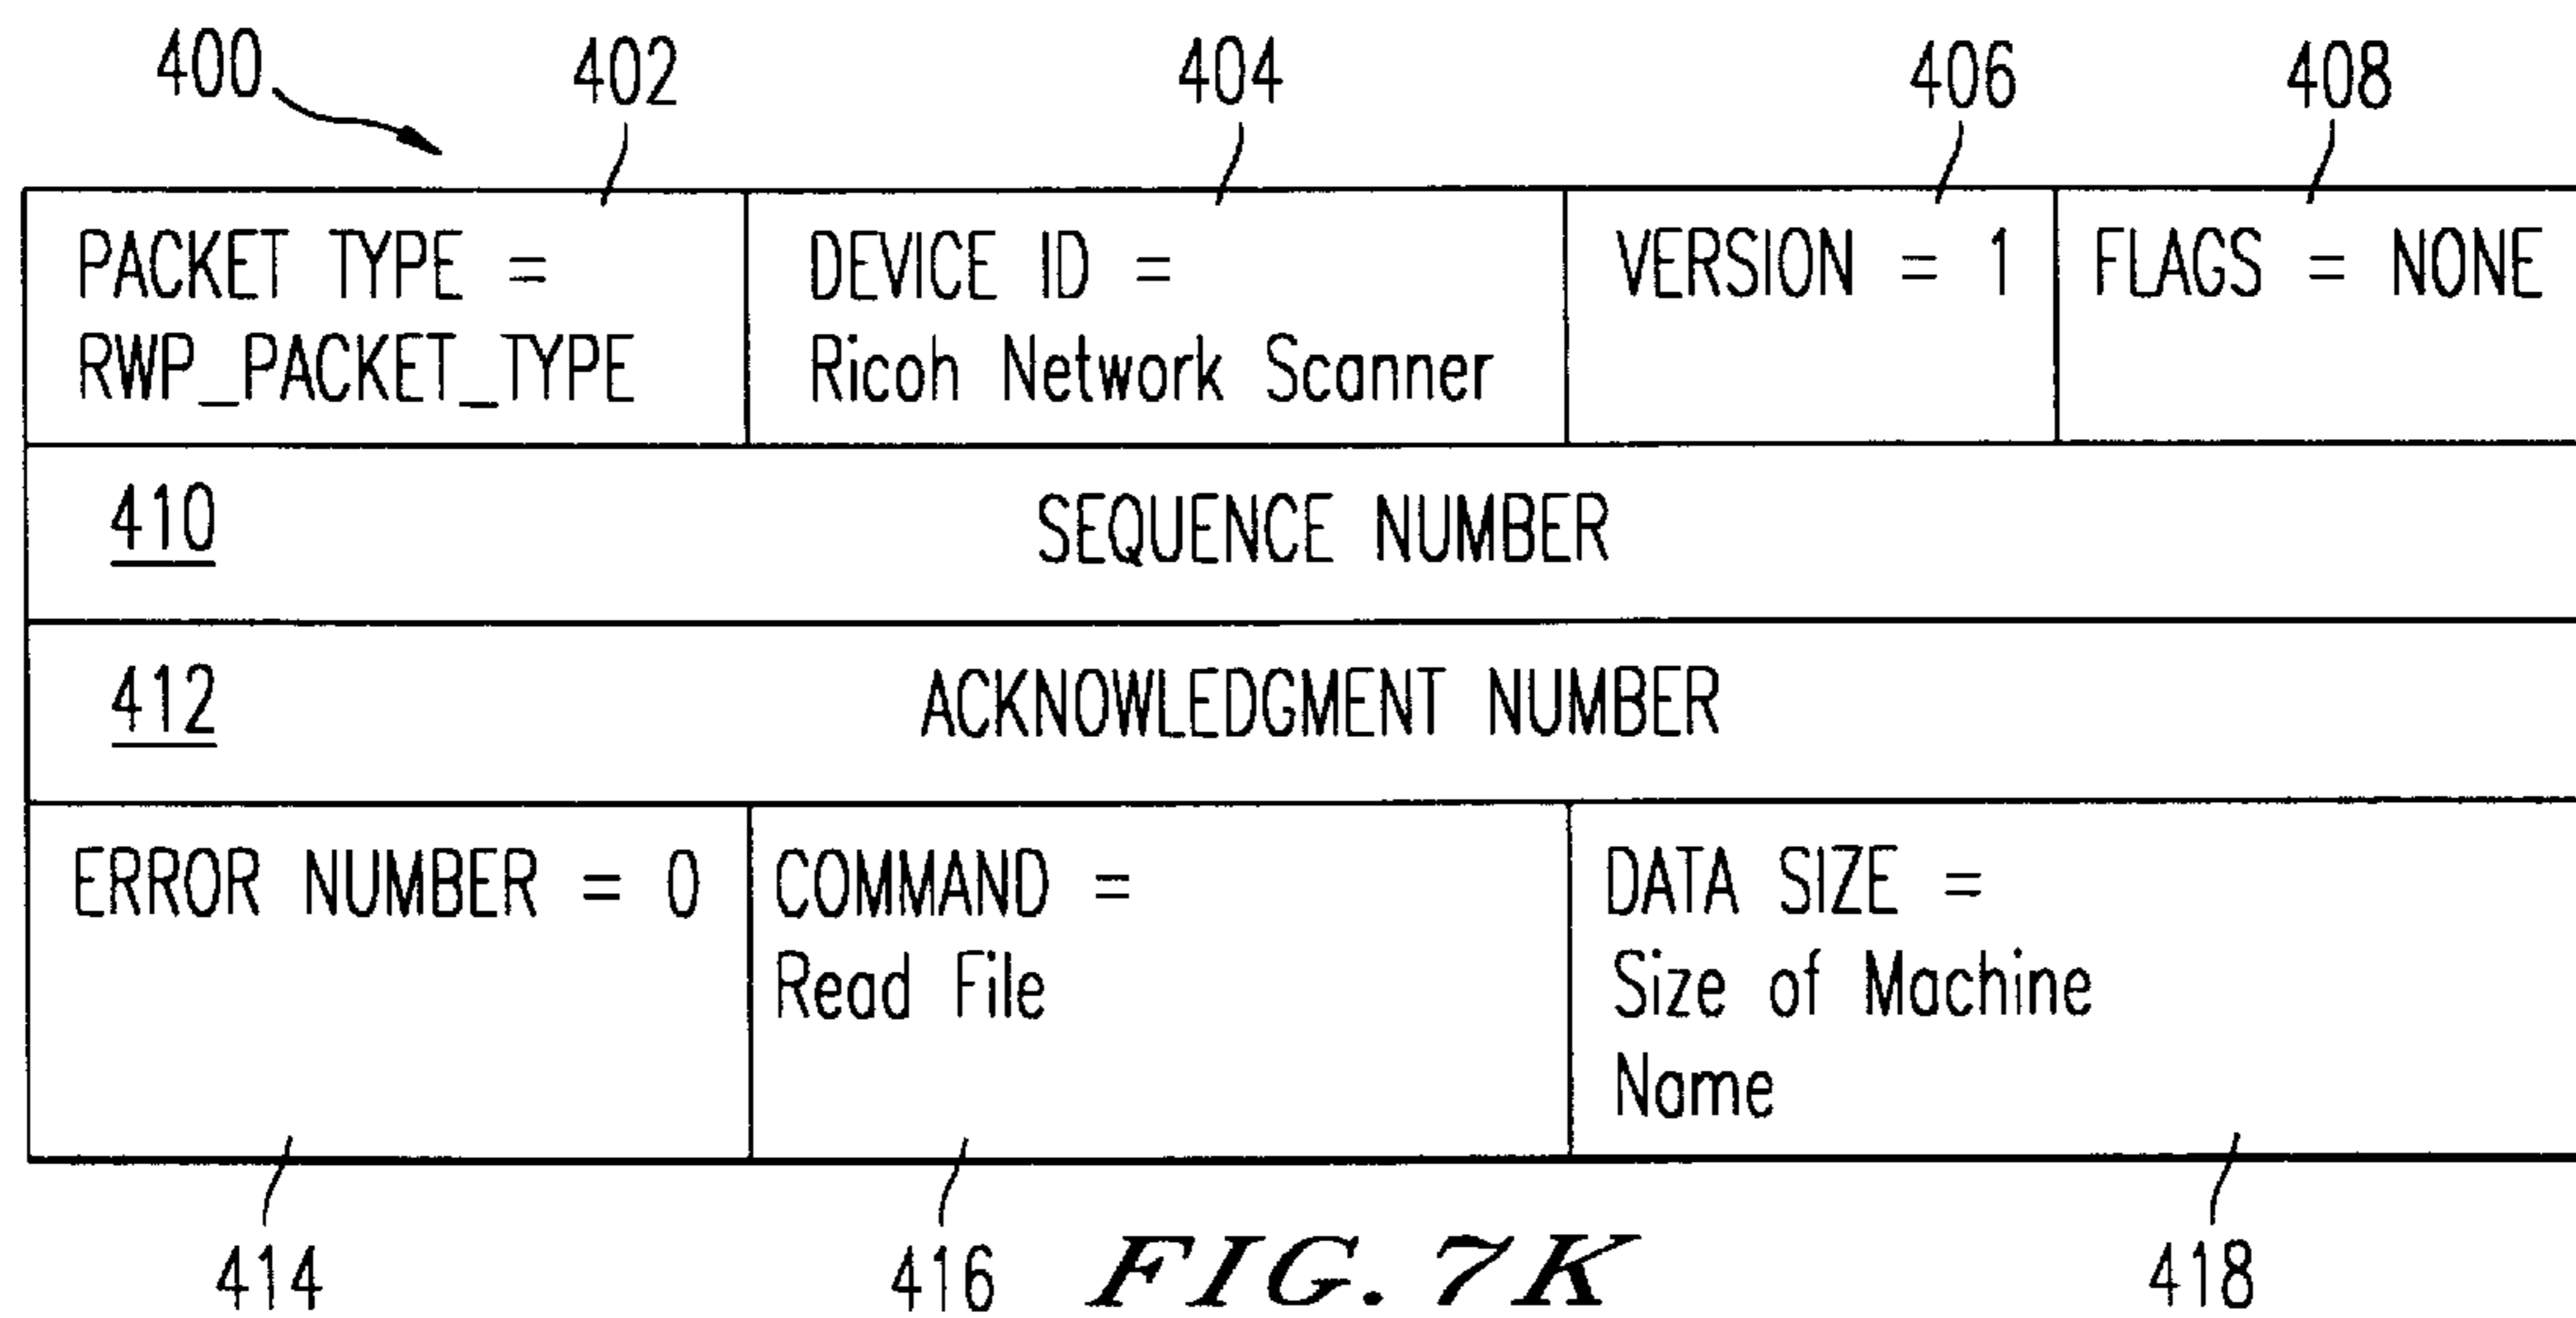 400 402 404 406 408
PACKET TYPE = DEVICE ID = VERSION = 1 FLAGS = NONE
RWP_PACKET_TYPE Ricoh Network Scanner
410 SEQUENCE NUMBER
412 ACKNOWLEDGMENT NUMBER
ERROR NUMBER = 0 COMMAND = DATA SIZE =
Read File Size of Machine
Name
414 416 418
FIG. 7K